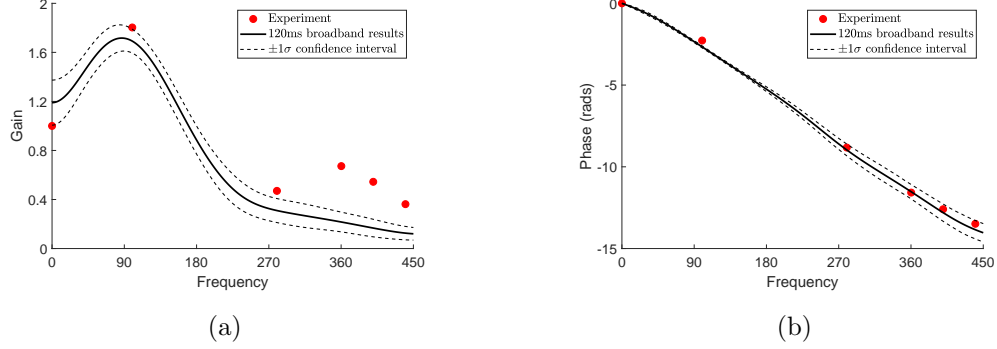 2
1.6
1.2
0.8
0.4
0
Gain
0 90 180 270 360 450
Frequency
Experiment
120ms broadband results
±1σ confidence interval
(a)
-0
-5
-10
-15
Phase (rads)
0 90 180 270 360 450
Frequency
Experiment
120ms broadband results
±1σ confidence interval
(b)